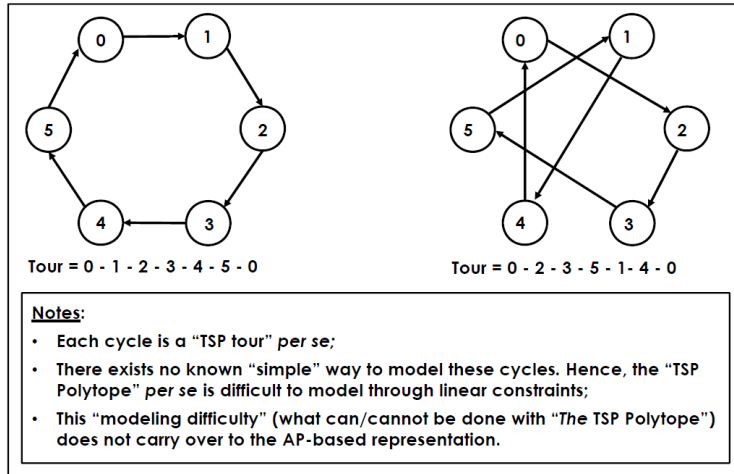 0
1
2
3
4
5
Tour = 0 - 1 - 2 - 3 - 4 - 5 - 0
0
1
2
3
4
5
Tour = 0 - 2 - 3 - 5 - 1- 4 - 0
Notes:
• Each cycle is a “TSP tour” per se;
• There exists no known “simple” way to model these cycles. Hence, the “TSP
Polytope” per se is difficult to model through linear constraints;
• This “modeling difficulty” (what can/cannot be done with “The TSP Polytope”)
does not carry over to the AP-based representation.